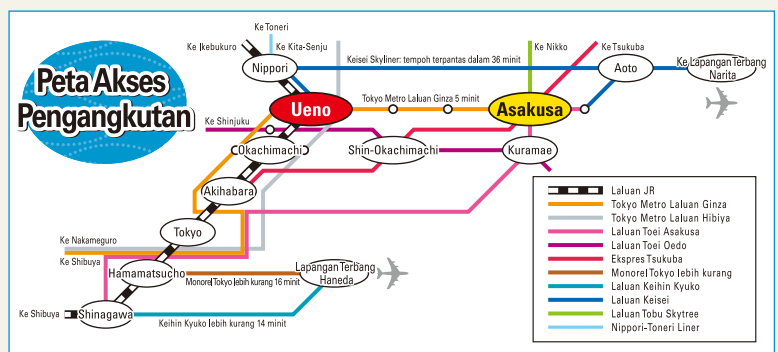 Peta Akses
Pengangkutan
Ke Toneri
Ke Ikebukuro
Ke Kita-Senju
Nippori
Keisei Skyliner: tempoh terpantas dalam 36 minit
Ke Nikko
Ke Tsukuba
Aoto
Ke Lapangan Terbang
Narita
Ueno
Tokyo Metro Laluan Ginza 5 minit
Asakusa
Ke Shinjuku
Okachimachi
Shin-Okachimachi
Kuramae
Akihabara
Tokyo
Ke Nakameguro
Ke Shibuya
Hamamatsucho
Monorel Tokyo lebih kurang 16 minit
Lapangan Terbang
Haneda
Ke Shibuya
Shinagawa
Keihin Kyuko lebih kurang 14 minit
Laluan JR
Tokyo Metro Laluan Ginza
Tokyo Metro Laluan Hibiya
Laluan Toei Asakusa
Laluan Toei Oedo
Ekspres Tsukuba
Monorel Tokyo lebih kurang
Laluan Keihin Kyuko
Laluan Keisei
Laluan Tobu Skytree
Nippori-Toneri Liner